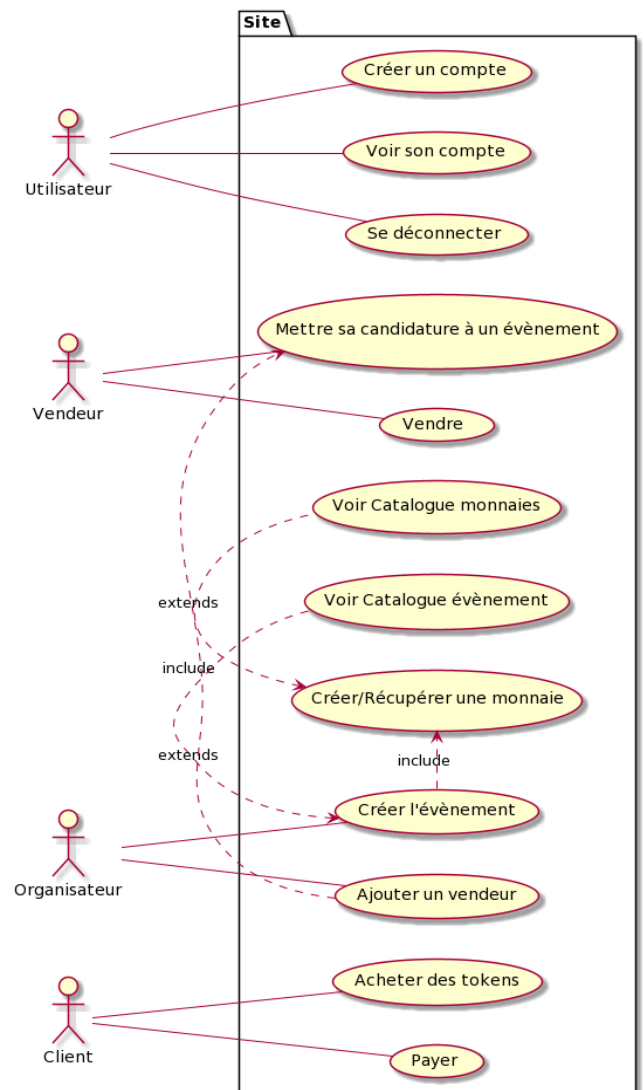 Site
Créer un compte
Voir son compte
Utilisateur
Se déconnecter
Mettre sa candidature à un évènement
Vendeur
Vendre
Voir Catalogue monnaies
Voir Catalogue évènement
extends
include
Créer/Récupérer une monnaie
extends
include
Créer l'évènement
Organisateur
Ajouter un vendeur
Acheter des tokens
Client
Payer